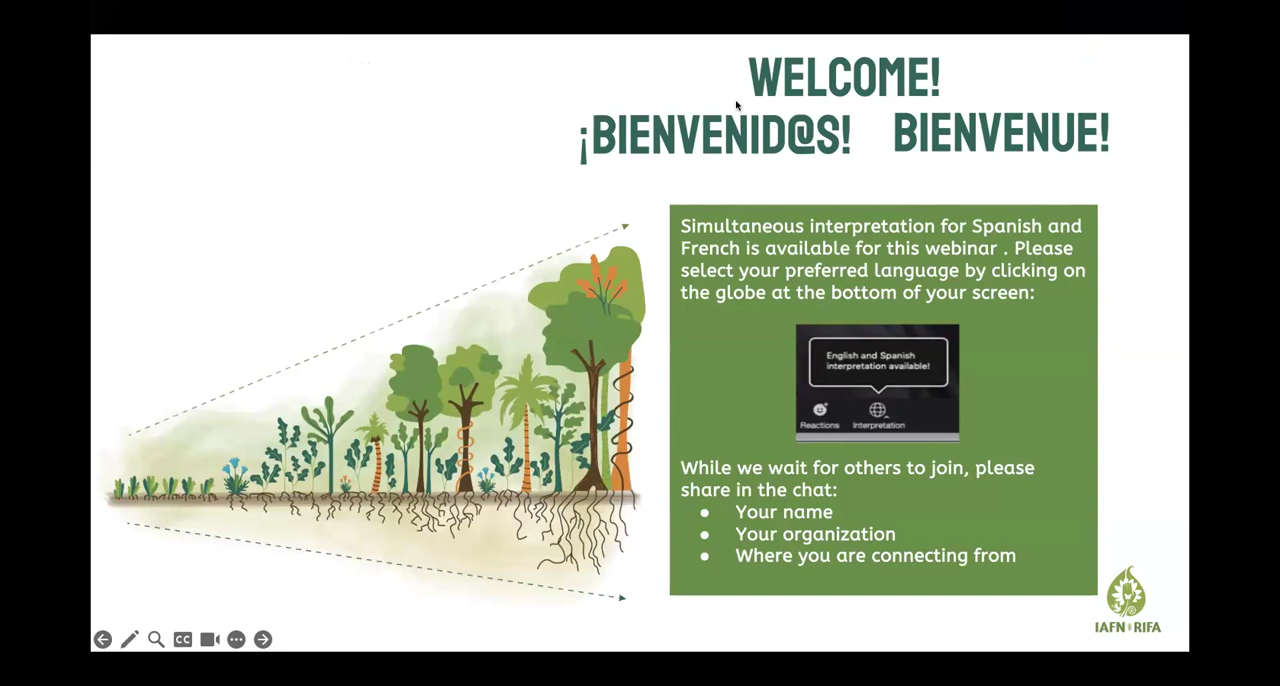 WELCOME!
¡BIENVENID@S! BIENVENUE!
Simultaneous interpretation for Spanish and
French is available for this webinar . Please
select your preferred language by clicking on
the globe at the bottom of your screen:
English and Spanish
interpretation available!
Reactions Interpretation
While we wait for others to join, please
share in the chat:
● Your name
● Your organization
● Where you are connecting from
IAFN RIFA
CC